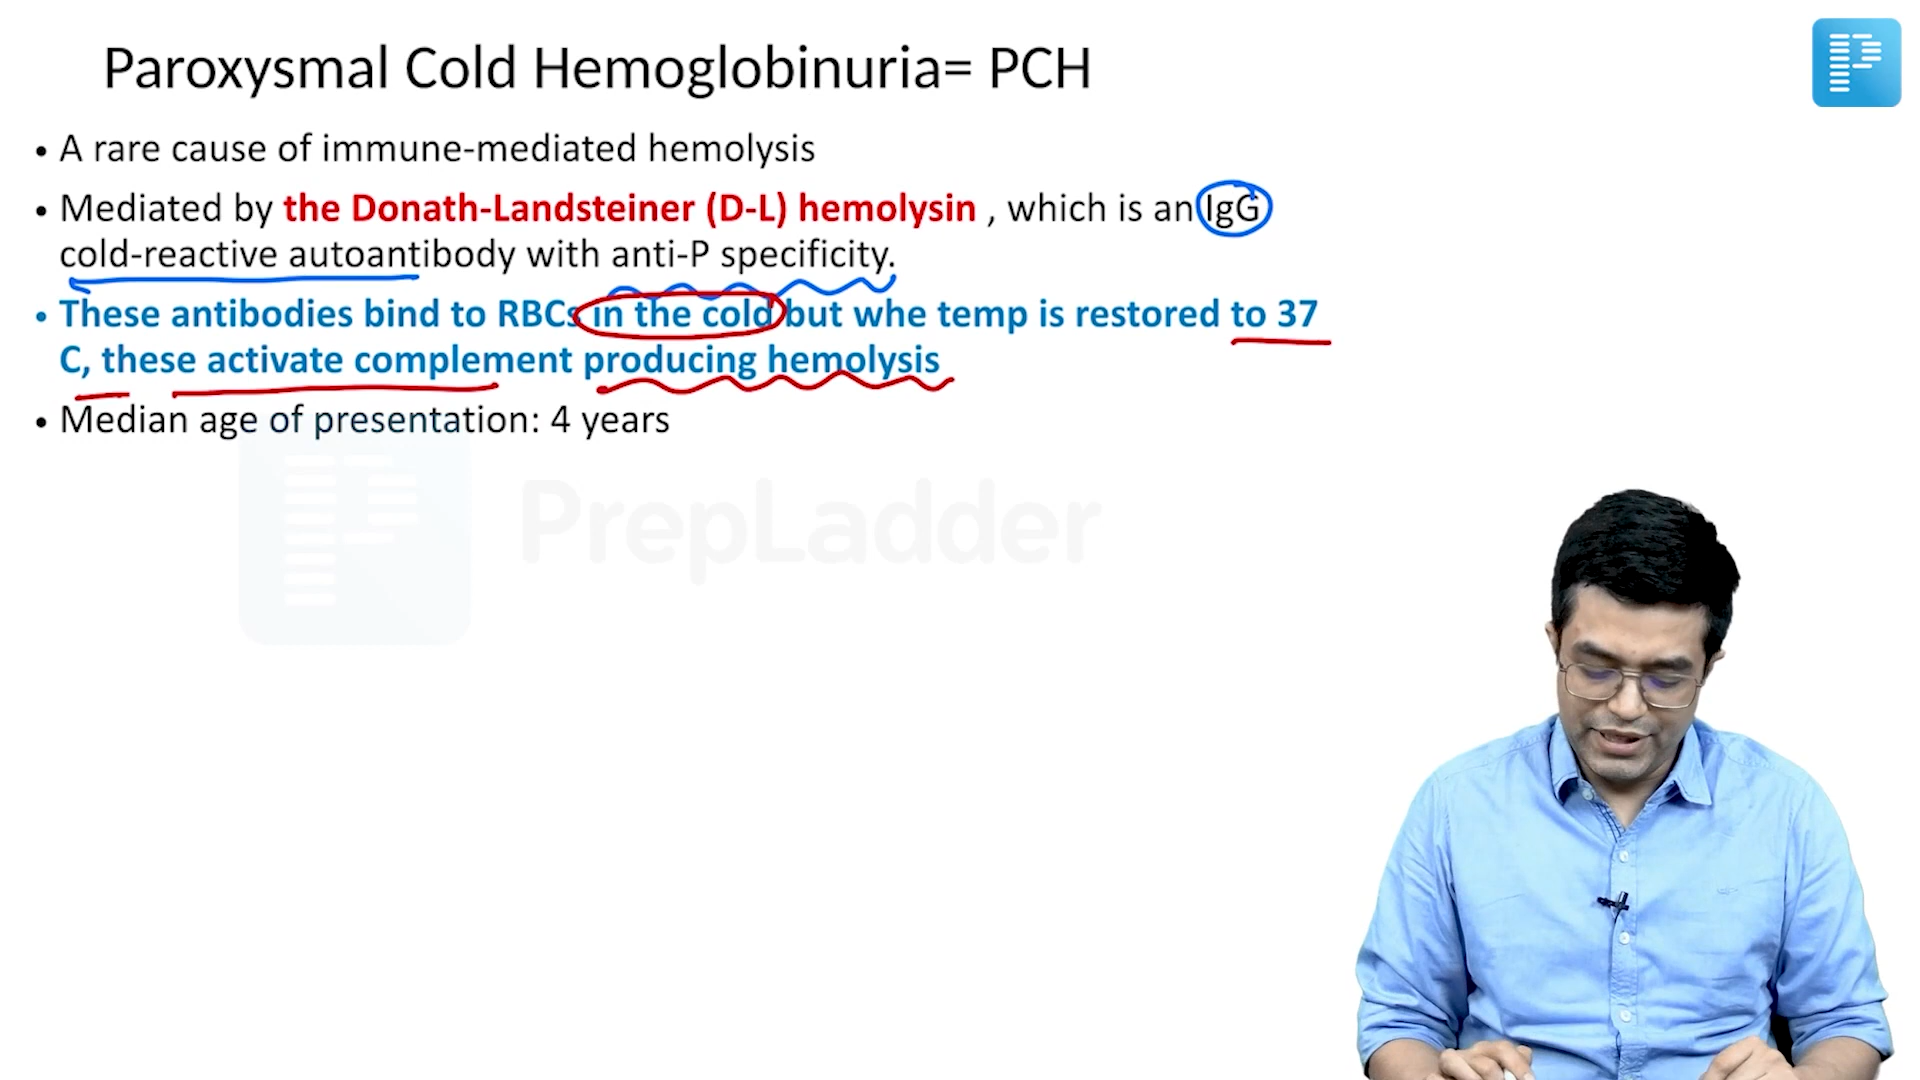 Paroxysmal Cold Hemoglobinuria= PCH
• A rare cause of immune-mediated hemolysis
• Mediated by the Donath-Landsteiner (D-L) hemolysin , which is an IgG
cold-reactive autoantibody with anti-P specificity.
• These antibodies bind to RBCs in the cold but whe temp is restored to 37
C, these activate complement producing hemolysis
• Median age of presentation: 4 years
PrepLadder